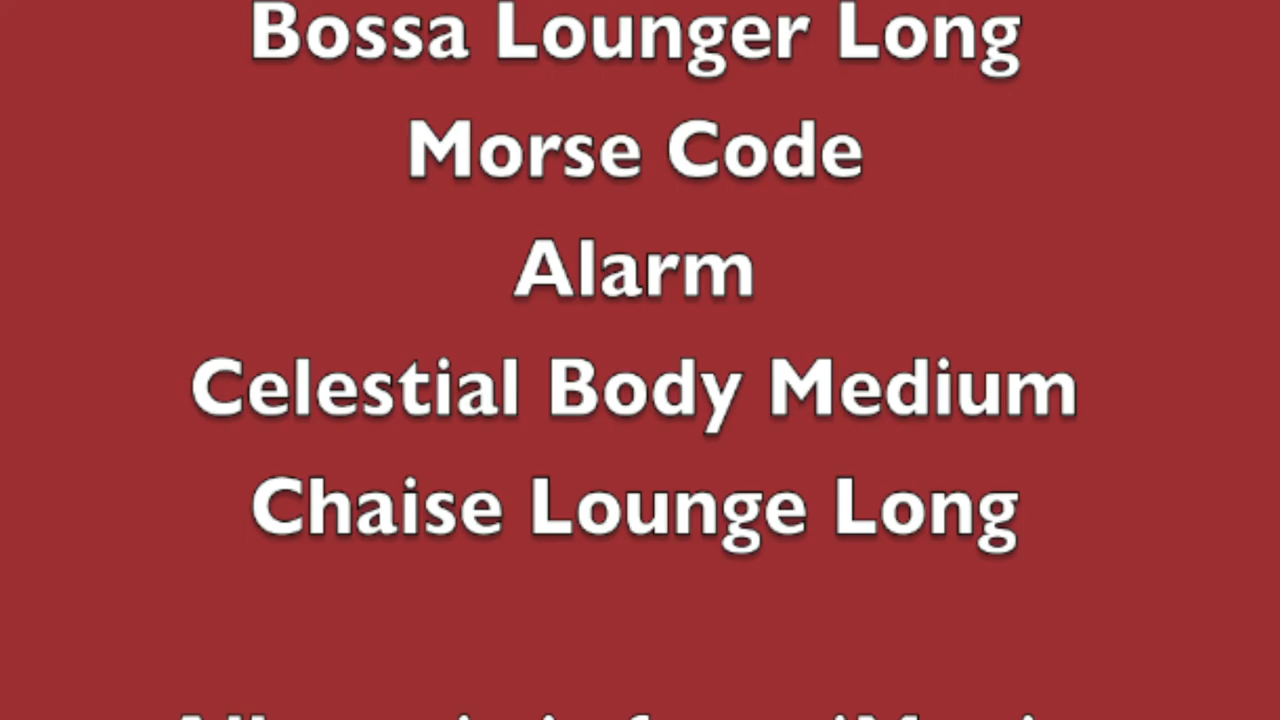 Bossa Lounger Long
Morse Code
Alarm
Celestial Body Medium
Chaise Lounge Long